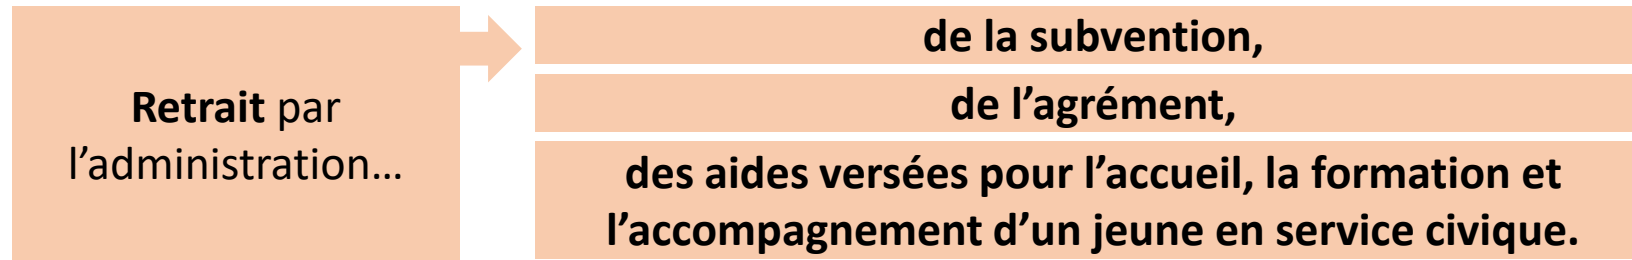 Retrait par
l’administration…
de la subvention,
de l’agrément,
des aides versées pour l’accueil, la formation et
l’accompagnement d’un jeune en service civique.